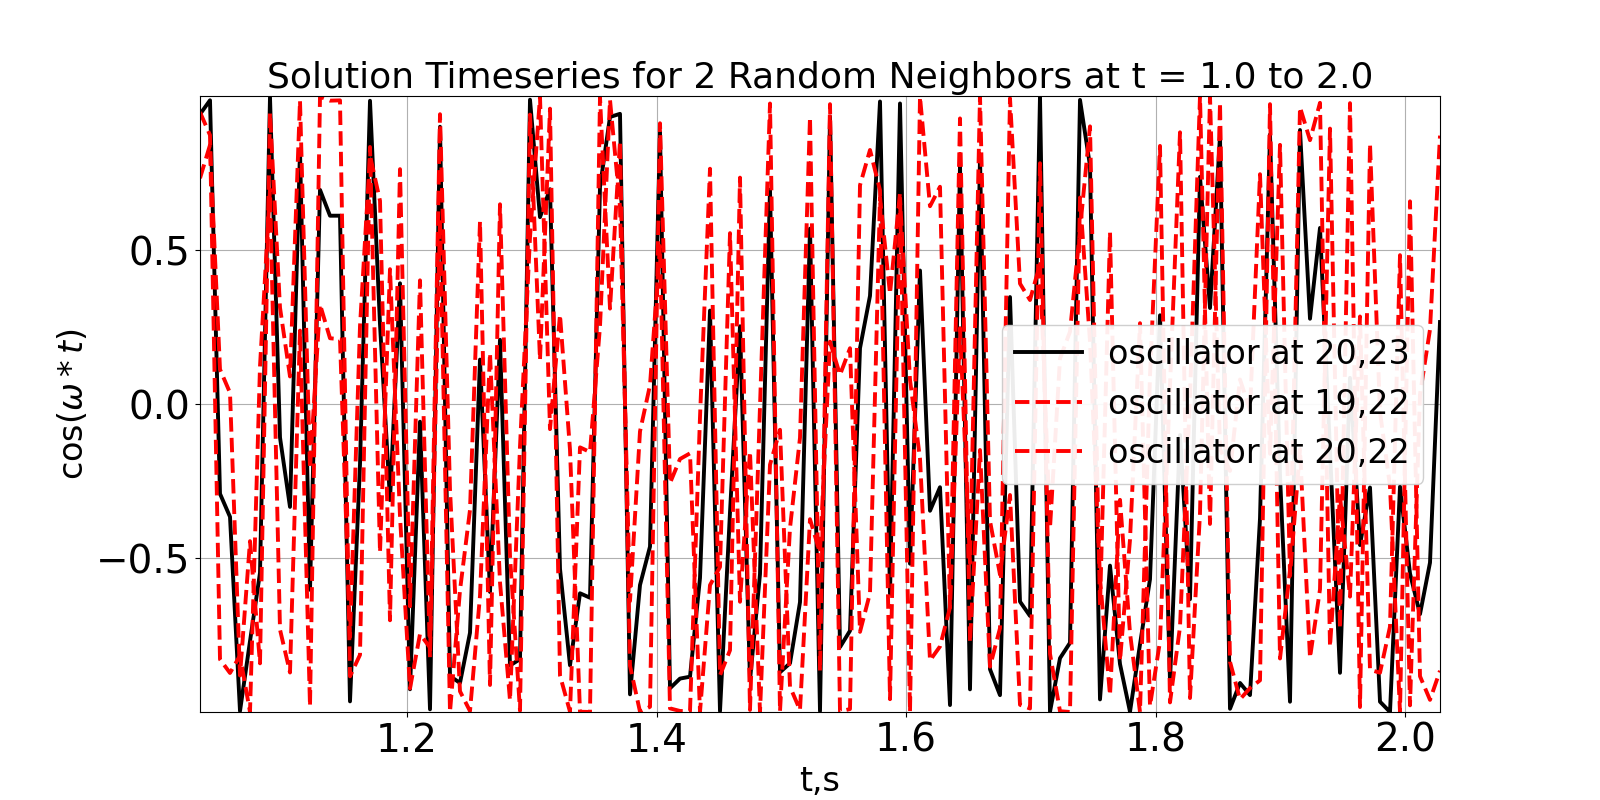 Solution Timeseries for 2 Random Neighbors at t = 1.0 to 2.0
cos(ω * t)
0.5
0.0
−0.5
oscillator at 20,23
oscillator at 19,22
oscillator at 20,22
1.2 1.4 1.6 1.8 2.0
t,s